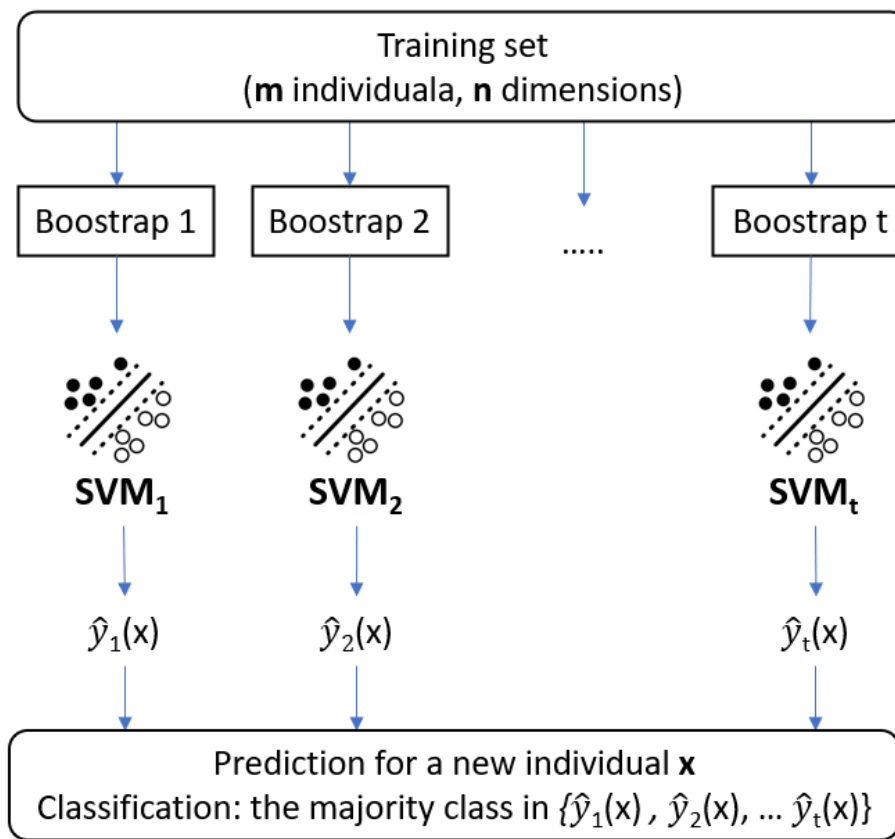 Training set
(m individuala, n dimensions)
Boostrap 1 Boostrap 2 ..... Boostrap t
SVM₁ SVM₂ SVMₜ
ŷ₁(x) ŷ₂(x) ŷₜ(x)
Prediction for a new individual x
Classification: the majority class in {ŷ₁(x) , ŷ₂(x), ... ŷₜ(x)}